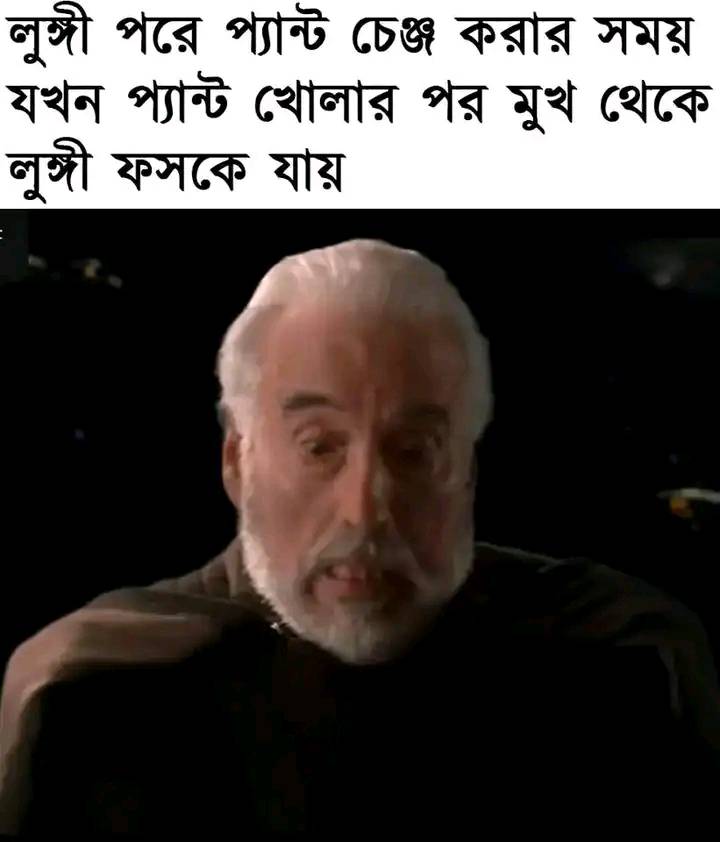 লুঙ্গী পরে প্যান্ট চেঞ্জ করার সময়
যখন প্যান্ট খোলার পর মুখ থেকে
লুঙ্গী ফসকে যায়